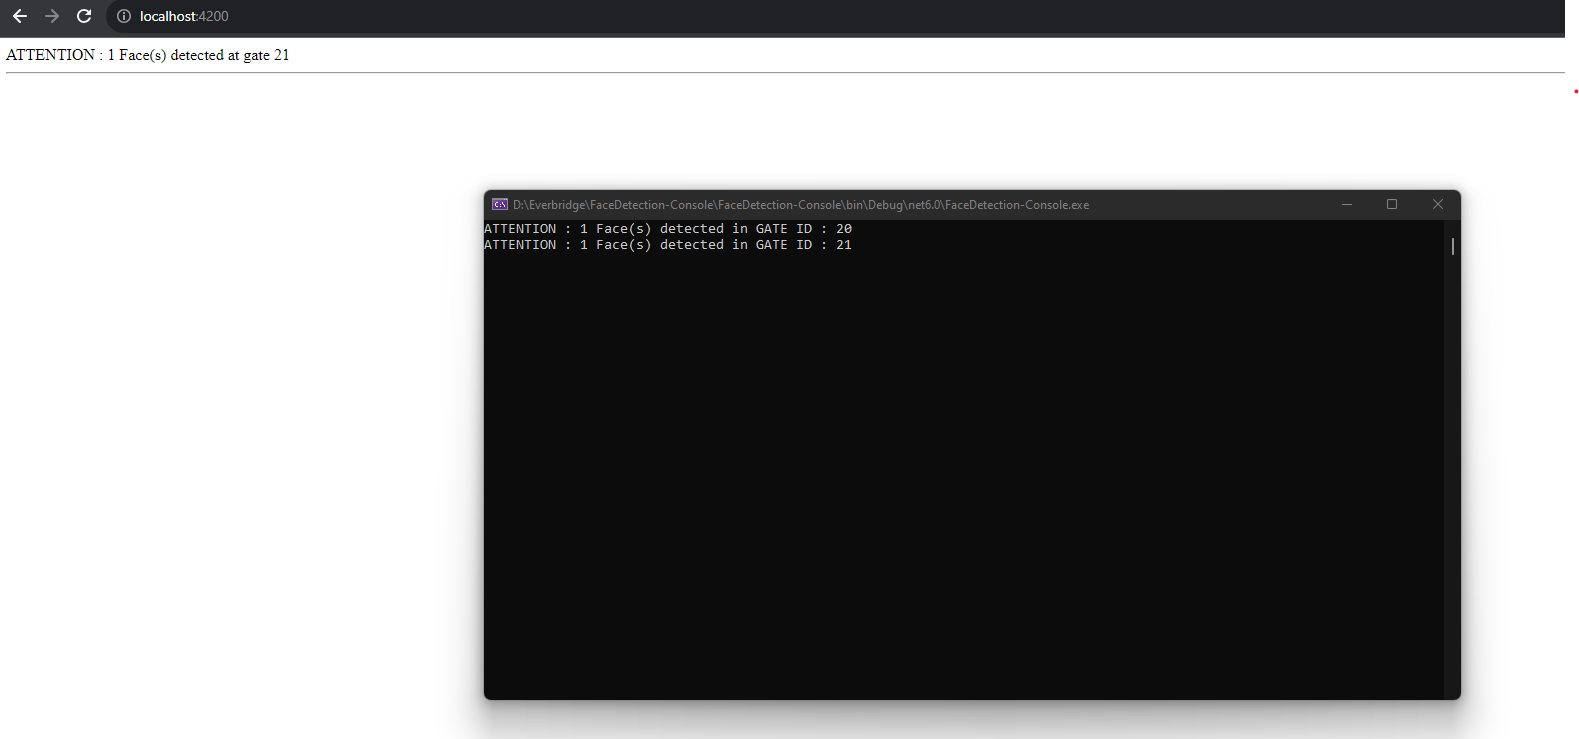 localhost:4200
ATTENTION : 1 Face(s) detected at gate 21
D:\Everbridge\FaceDetection-Console\FaceDetection-Console\bin\Debug\net6.0\FaceDetection-Console.exe
ATTENTION : 1 Face(s) detected in GATE ID : 20
ATTENTION : 1 Face(s) detected in GATE ID : 21